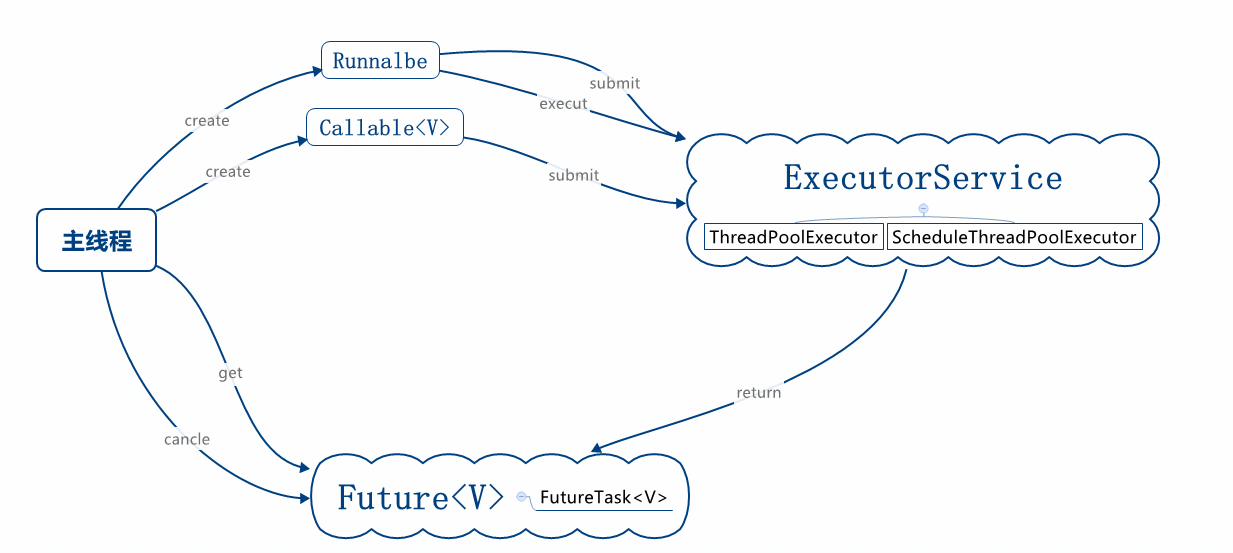 Runnalbe
submit
execut
create
Callable<V>
create
submit
ExecutorService
主线程
ThreadPoolExecutor
ScheduleThreadPoolExecutor
get
return
cancle
Future<V>
FutureTask<V>